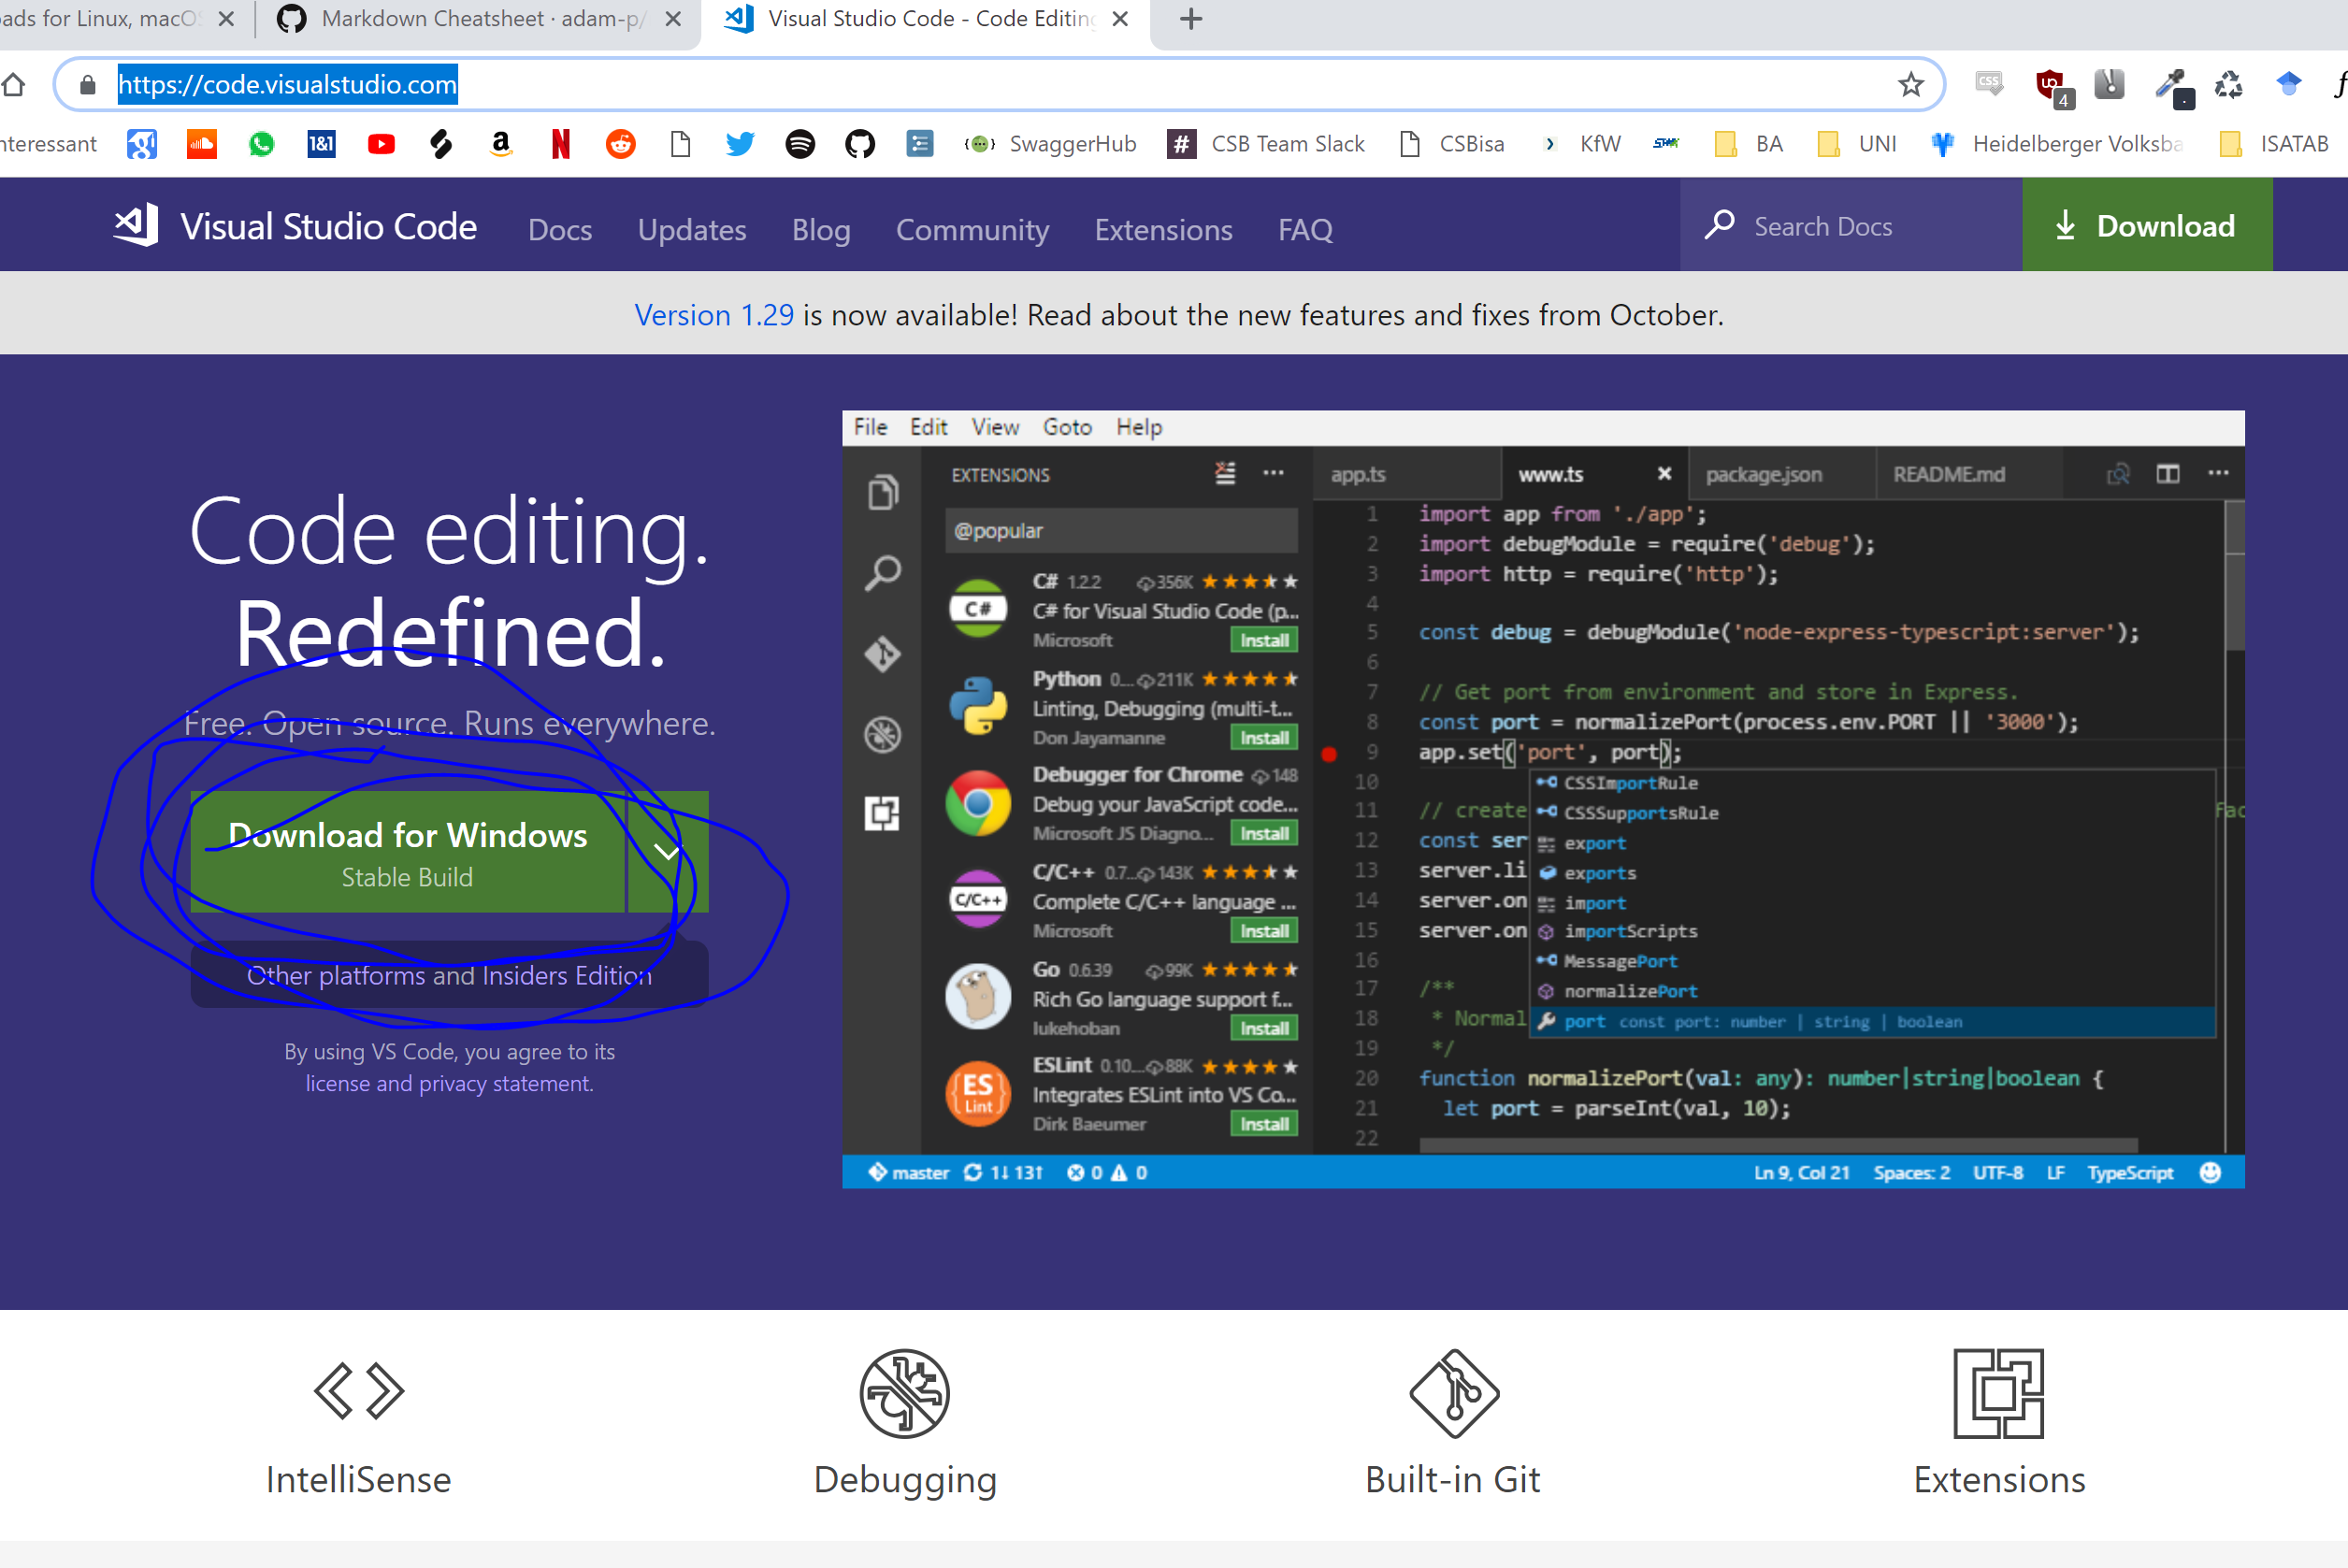 ads for Linux, macOS
Markdown Cheatsheet · adam-p/
Visual Studio Code - Code Editing
https://code.visualstudio.com
CSS
4
nteressant
1&1
SwaggerHub
CSB Team Slack
CSBisa
KfW
BA
UNI
Heidelberger Volksba
ISATAB
Visual Studio Code
Docs
Updates
Blog
Community
Extensions
FAQ
Search Docs
Download
Version 1.29 is now available! Read about the new features and fixes from October.
Code editing.
Redefined.
Free. Open source. Runs everywhere.
Download for Windows
Stable Build
Other platforms and Insiders Edition
By using VS Code, you agree to its
license and privacy statement.
File Edit View Goto Help
EXTENSIONS
@popular
C# 1.2.2 356K
C# for Visual Studio Code (p...
Microsoft Install
Python 0.... 211K
Linting, Debugging (multi-t...
Don Jayamanne Install
Debugger for Chrome 148
Debug your JavaScript code...
Microsoft JS Diagno... Install
C/C++ 0.7... 143K
Complete C/C++ language ...
Microsoft Install
Go 0.6.39 99K
Rich Go language support f...
lukehoban Install
ESLint 0.10.... 88K
Integrates ESLint into VS Co...
Dirk Baeumer Install
app.ts www.ts package.json README.md
1 import app from './app';
2 import debugModule = require('debug');
3 import http = require('http');
4
5 const debug = debugModule('node-express-typescript:server');
6
7 // Get port from environment and store in Express.
8 const port = normalizePort(process.env.PORT || '3000');
9 app.set('port', port);
10
11 // create
12 const ser
13 server.li
14 server.on
15 server.on
16
17 /**
18 * Normal
19 */
20 function normalizePort(val: any): number|string|boolean {
21 let port = parseInt(val, 10);
22
CSSImportRule
CSSSupportsRule
export
exports
import
importScripts
MessagePort
normalizePort
port const port: number | string | boolean
master 1↓ 13↑ 0 0
Ln 9, Col 21 Spaces: 2 UTF-8 LF TypeScript
IntelliSense
Debugging
Built-in Git
Extensions